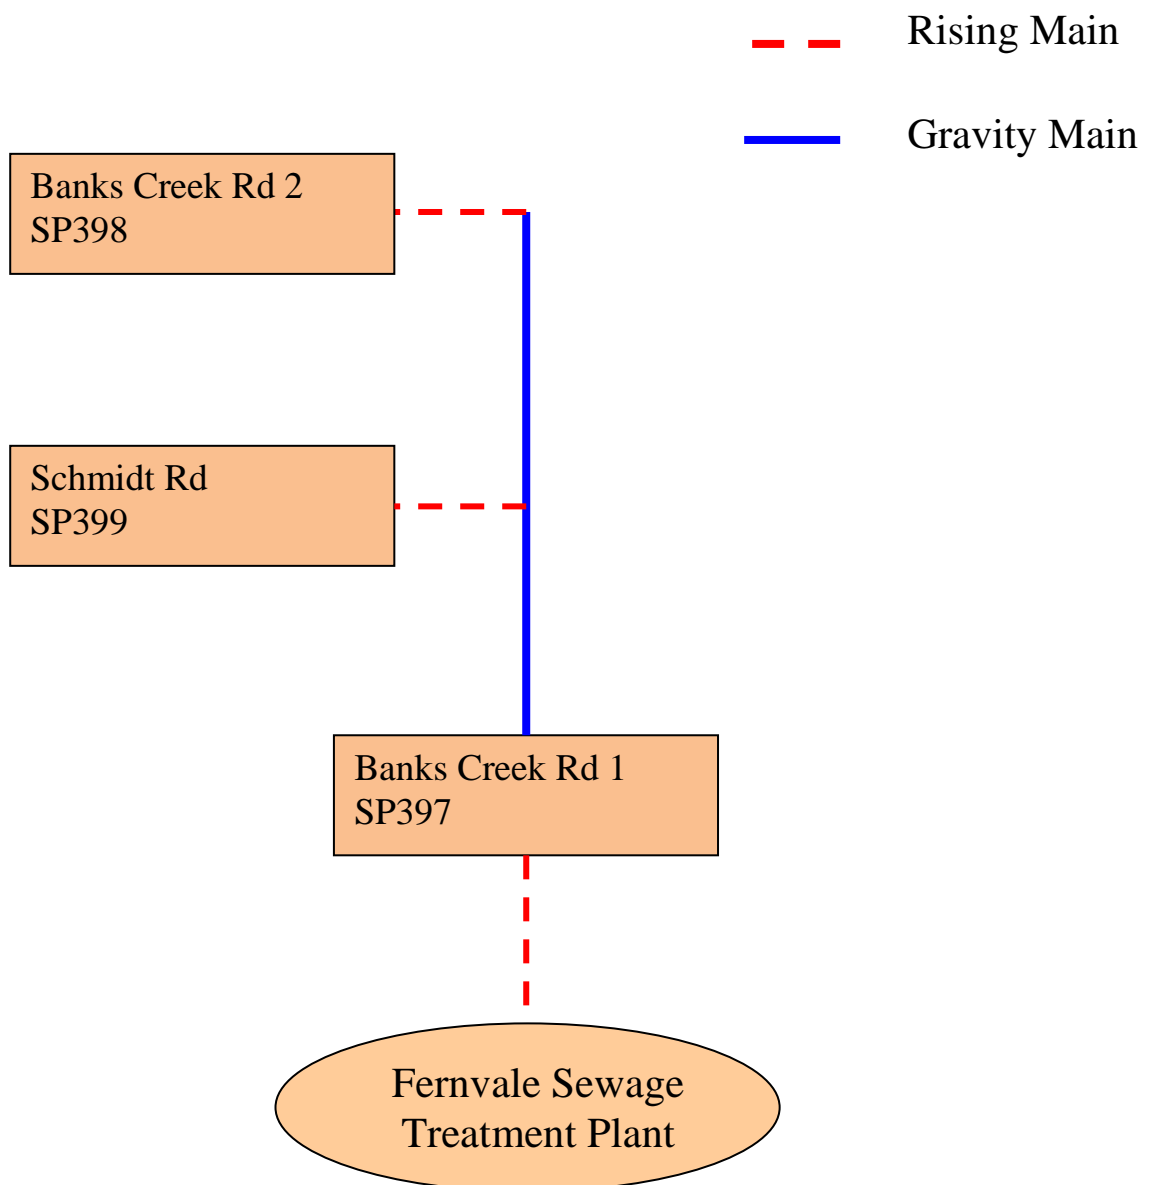 Rising Main
Gravity Main
Banks Creek Rd 2
SP398
Schmidt Rd
SP399
Banks Creek Rd 1
SP397
Fernvale Sewage
Treatment Plant